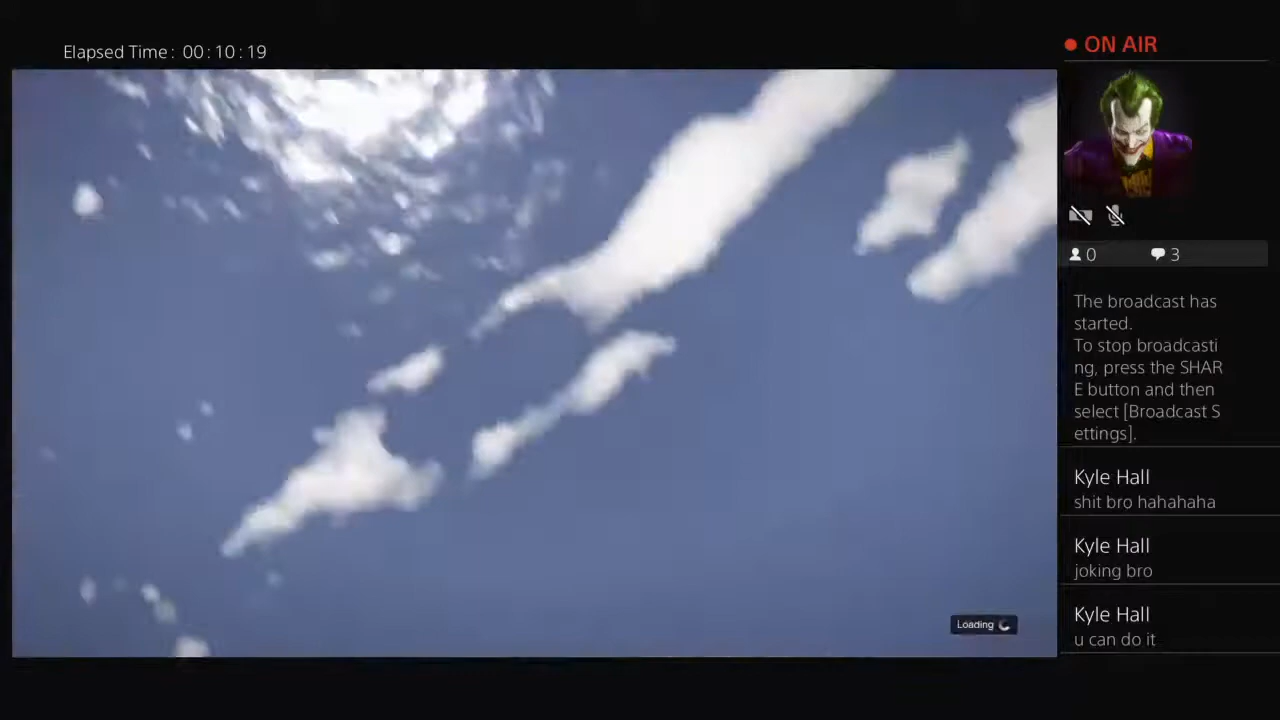 Elapsed Time: 00:10:19
ON AIR
0
3
The broadcast has
started.
To stop broadcasti
ng, press the SHAR
E button and then
select [Broadcast S
ettings].
Kyle Hall
shit bro hahahaha
Kyle Hall
joking bro
Kyle Hall
u can do it
Loading